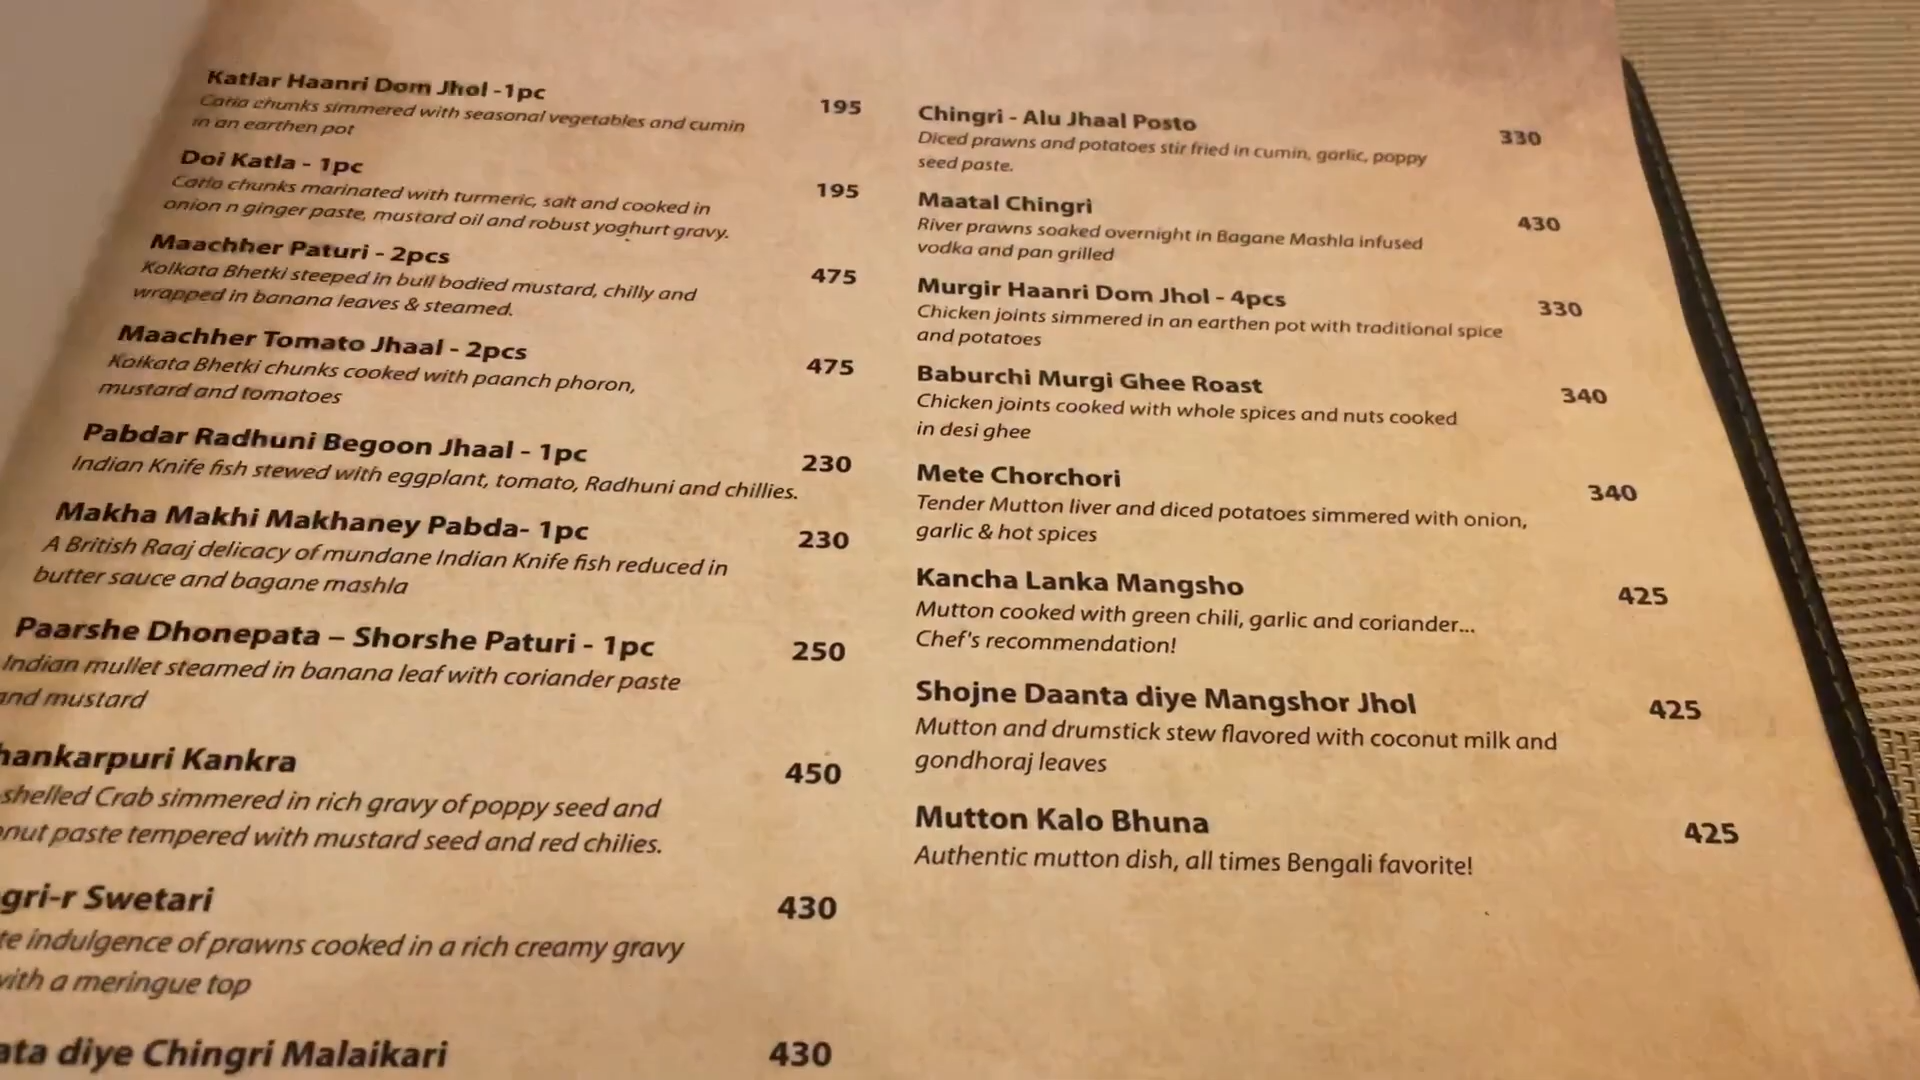 Katlar Haanri Dom Jhol -1pc
195
Catla chunks simmered with seasonal vegetables and cumin
in an earthen pot
Doi Katla - 1pc
195
Catla chunks marinated with turmeric, salt and cooked in
onion n ginger paste, mustard oil and robust yoghurt gravy.
Maachher Paturi - 2pcs
475
Kolkata Bhetki steeped in bull bodied mustard, chilly and
wrapped in banana leaves & steamed.
Maachher Tomato Jhaal - 2pcs
475
Kolkata Bhetki chunks cooked with paanch phoron,
mustard and tomatoes
Pabdar Radhuni Begoon Jhaal - 1pc
230
Indian Knife fish stewed with eggplant, tomato, Radhuni and chillies.
Makha Makhi Makhaney Pabda- 1pc
230
A British Raaj delicacy of mundane Indian Knife fish reduced in
butter sauce and bagane mashla
Paarshe Dhonepata – Shorshe Paturi - 1pc
250
Indian mullet steamed in banana leaf with coriander paste
and mustard
hankarpuri Kankra
450
shelled Crab simmered in rich gravy of poppy seed and
nut paste tempered with mustard seed and red chilies.
gri-r Swetari
430
te indulgence of prawns cooked in a rich creamy gravy
with a meringue top
ata diye Chingri Malaikari
430
Chingri - Alu Jhaal Posto
330
Diced prawns and potatoes stir fried in cumin, garlic, poppy
seed paste.
Maatal Chingri
430
River prawns soaked overnight in Bagane Mashla infused
vodka and pan grilled
Murgir Haanri Dom Jhol - 4pcs
330
Chicken joints simmered in an earthen pot with traditional spice
and potatoes
Baburchi Murgi Ghee Roast
340
Chicken joints cooked with whole spices and nuts cooked
in desi ghee
Mete Chorchori
340
Tender Mutton liver and diced potatoes simmered with onion,
garlic & hot spices
Kancha Lanka Mangsho
425
Mutton cooked with green chili, garlic and coriander...
Chef's recommendation!
Shojne Daanta diye Mangshor Jhol
425
Mutton and drumstick stew flavored with coconut milk and
gondhoraj leaves
Mutton Kalo Bhuna
425
Authentic mutton dish, all times Bengali favorite!